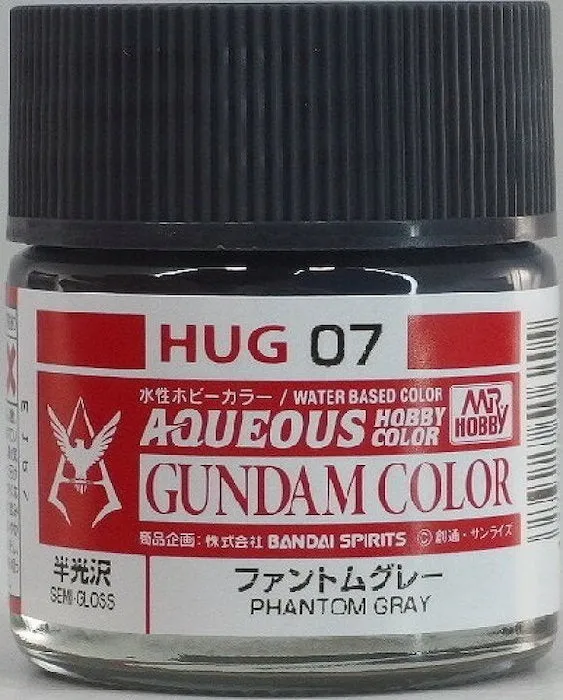 HUG 07
水性ホビーカラー / WATER BASED COLOR
AQUEOUS HOBBY COLOR
MR HOBBY
GUNDAM COLOR
商品企画：株式会社 BANDAI SPIRITS ©創通・サンライズ
半光沢
SEMI-GLOSS
ファントムグレー
PHANTOM GRAY